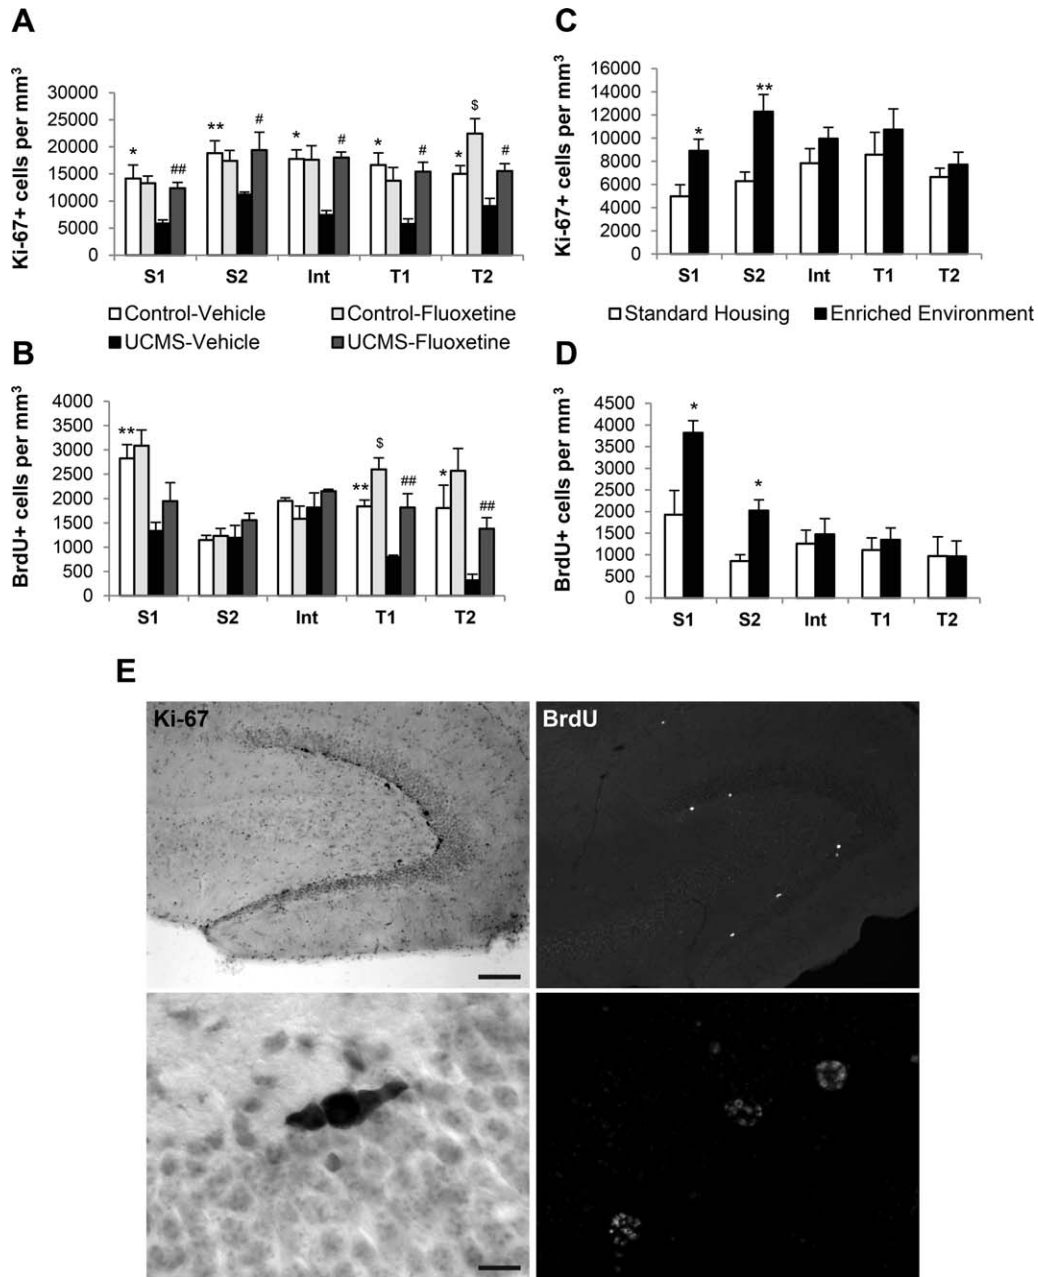 A
Ki-67+ cells per mm³
30000
25000
20000
15000
10000
5000
0
* ## ** # * # * # * $ #
S1 S2 Int T1 T2
Control-Vehicle Control-Fluoxetine
UCMS-Vehicle UCMS-Fluoxetine
C
Ki-67+ cells per mm³
16000
14000
12000
10000
8000
6000
4000
2000
0
* **
S1 S2 Int T1 T2
Standard Housing Enriched Environment
B
BrdU+ cells per mm³
4000
3500
3000
2500
2000
1500
1000
500
0
** ** $ ## * ##
S1 S2 Int T1 T2
D
BrdU+ cells per mm³
4500
4000
3500
3000
2500
2000
1500
1000
500
0
* *
S1 S2 Int T1 T2
E
Ki-67 BrdU